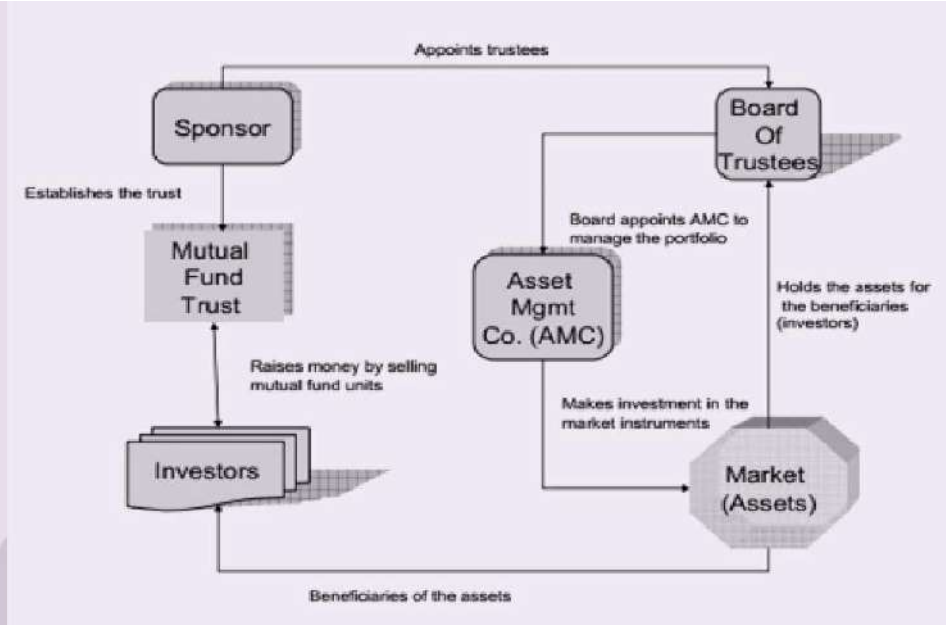 Appoints trustees
Sponsor
Board
Of
Trustees
Establishes the trust
Board appoints AMC to
manage the portfolio
Mutual
Fund
Trust
Asset
Mgmt
Co. (AMC)
Holds the assets for
the beneficiaries
(investors)
Raises money by selling
mutual fund units
Makes investment in the
market instruments
Investors
Market
(Assets)
Beneficiaries of the assets